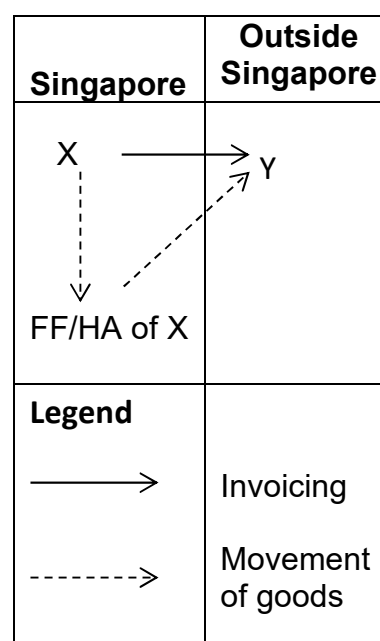 Singapore
Outside
Singapore
X
Y
FF/HA of X
Legend
Invoicing
Movement
of goods